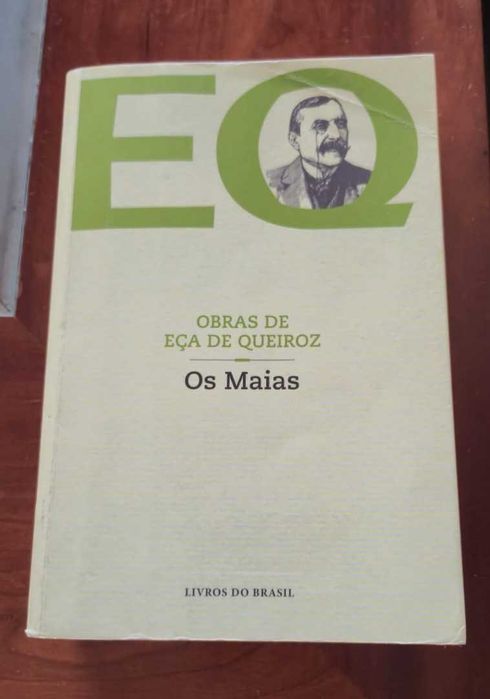 EQ
OBRAS DE
EÇA DE QUEIROZ
Os Maias
LIVROS DO BRASIL